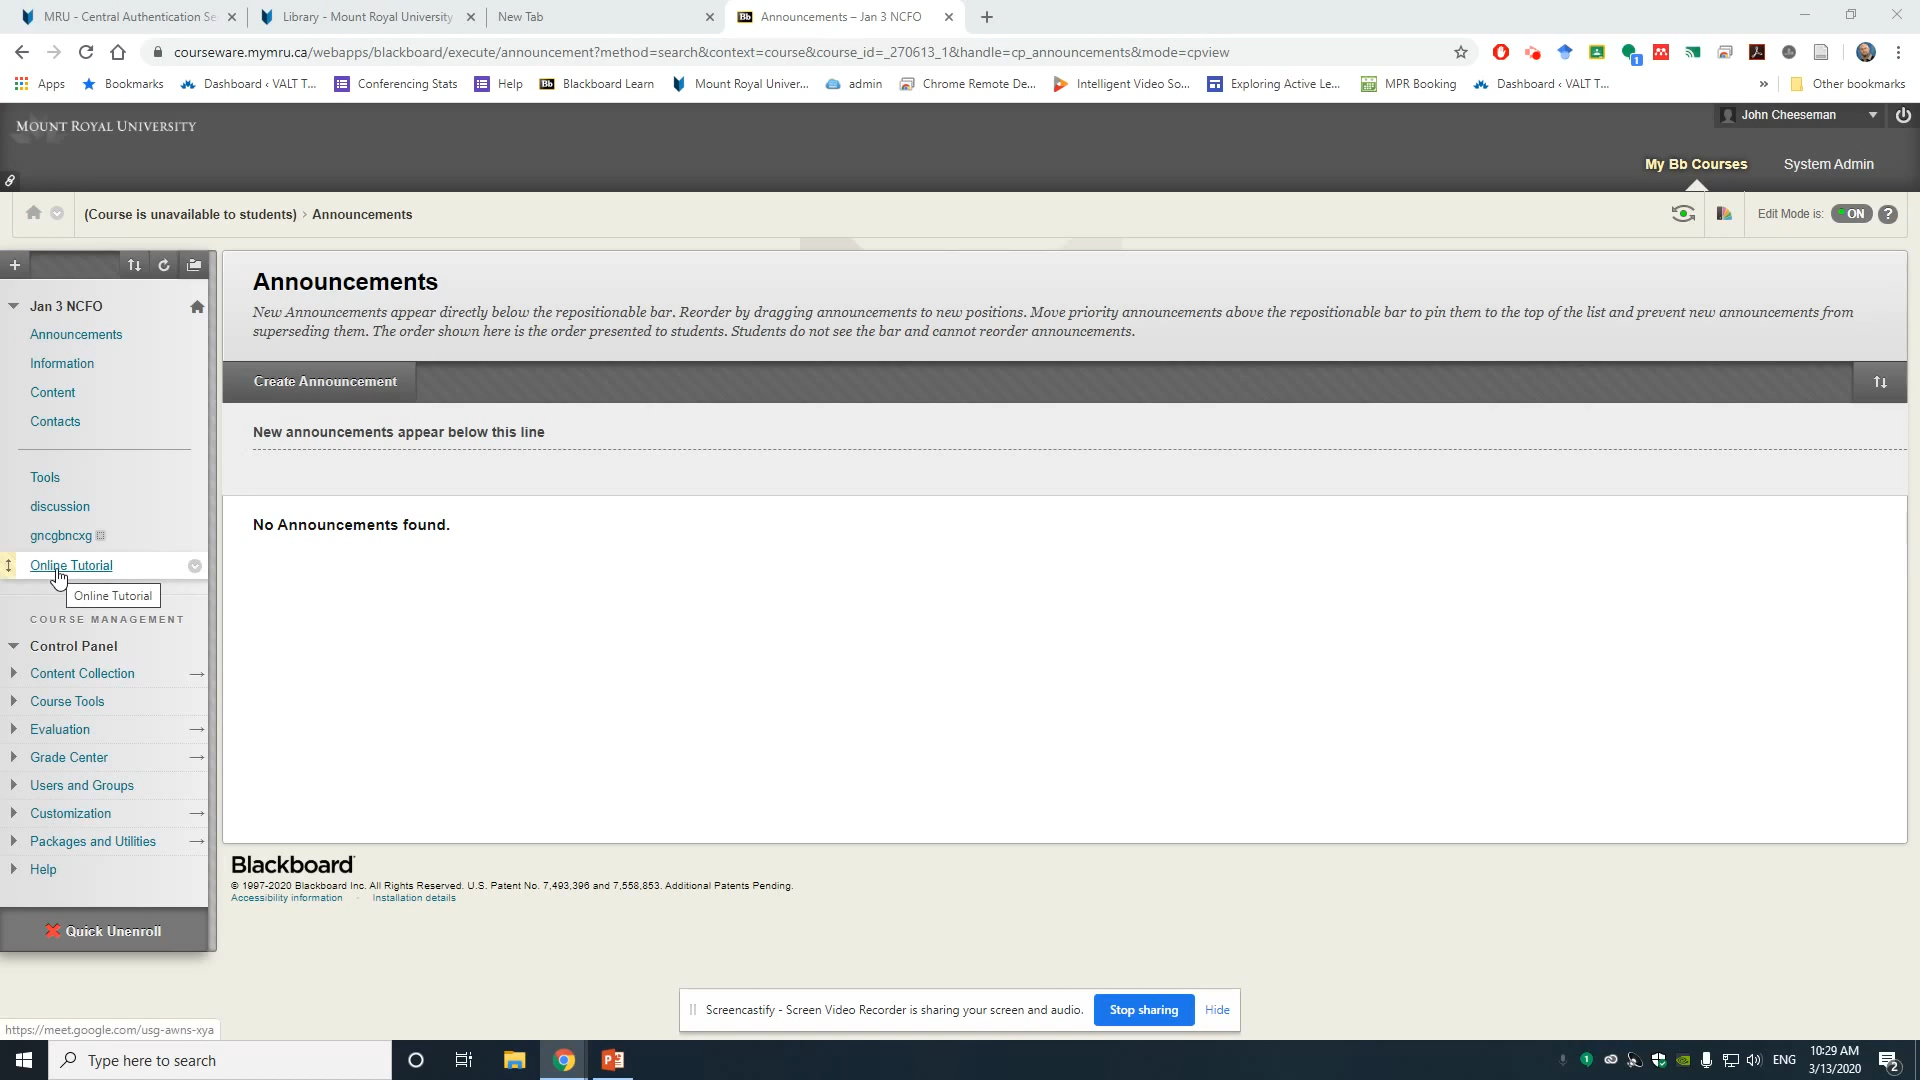 MRU - Central Authentication Se
Library - Mount Royal University
New Tab
Announcements – Jan 3 NCFO
courseware.mymru.ca/webapps/blackboard/execute/announcement?method=search&context=course&course_id=_270613_1&handle=cp_announcements&mode=cpview
Apps
Bookmarks
Dashboard ‹ VALT T...
Conferencing Stats
Help
Blackboard Learn
Mount Royal Univer...
admin
Chrome Remote De...
Intelligent Video So...
Exploring Active Le...
MPR Booking
Dashboard ‹ VALT T...
»
Other bookmarks
MOUNT ROYAL UNIVERSITY
John Cheeseman
My Bb Courses
System Admin
(Course is unavailable to students) › Announcements
Edit Mode is: ON ?
Jan 3 NCFO
Announcements
Information
Content
Contacts
Tools
discussion
gncgbncxg
Online Tutorial
Online Tutorial
COURSE MANAGEMENT
Control Panel
Content Collection
Course Tools
Evaluation
Grade Center
Users and Groups
Customization
Packages and Utilities
Help
Quick Unenroll
Announcements
New Announcements appear directly below the repositionable bar. Reorder by dragging announcements to new positions. Move priority announcements above the repositionable bar to pin them to the top of the list and prevent new announcements from
superseding them. The order shown here is the order presented to students. Students do not see the bar and cannot reorder announcements.
Create Announcement
New announcements appear below this line
No Announcements found.
Blackboard
© 1997-2020 Blackboard Inc. All Rights Reserved. U.S. Patent No. 7,493,396 and 7,558,853. Additional Patents Pending.
Accessibility information · Installation details
Screencastify - Screen Video Recorder is sharing your screen and audio.
Stop sharing
Hide
https://meet.google.com/usg-awns-xya
Type here to search
ENG
10:29 AM
3/13/2020
2